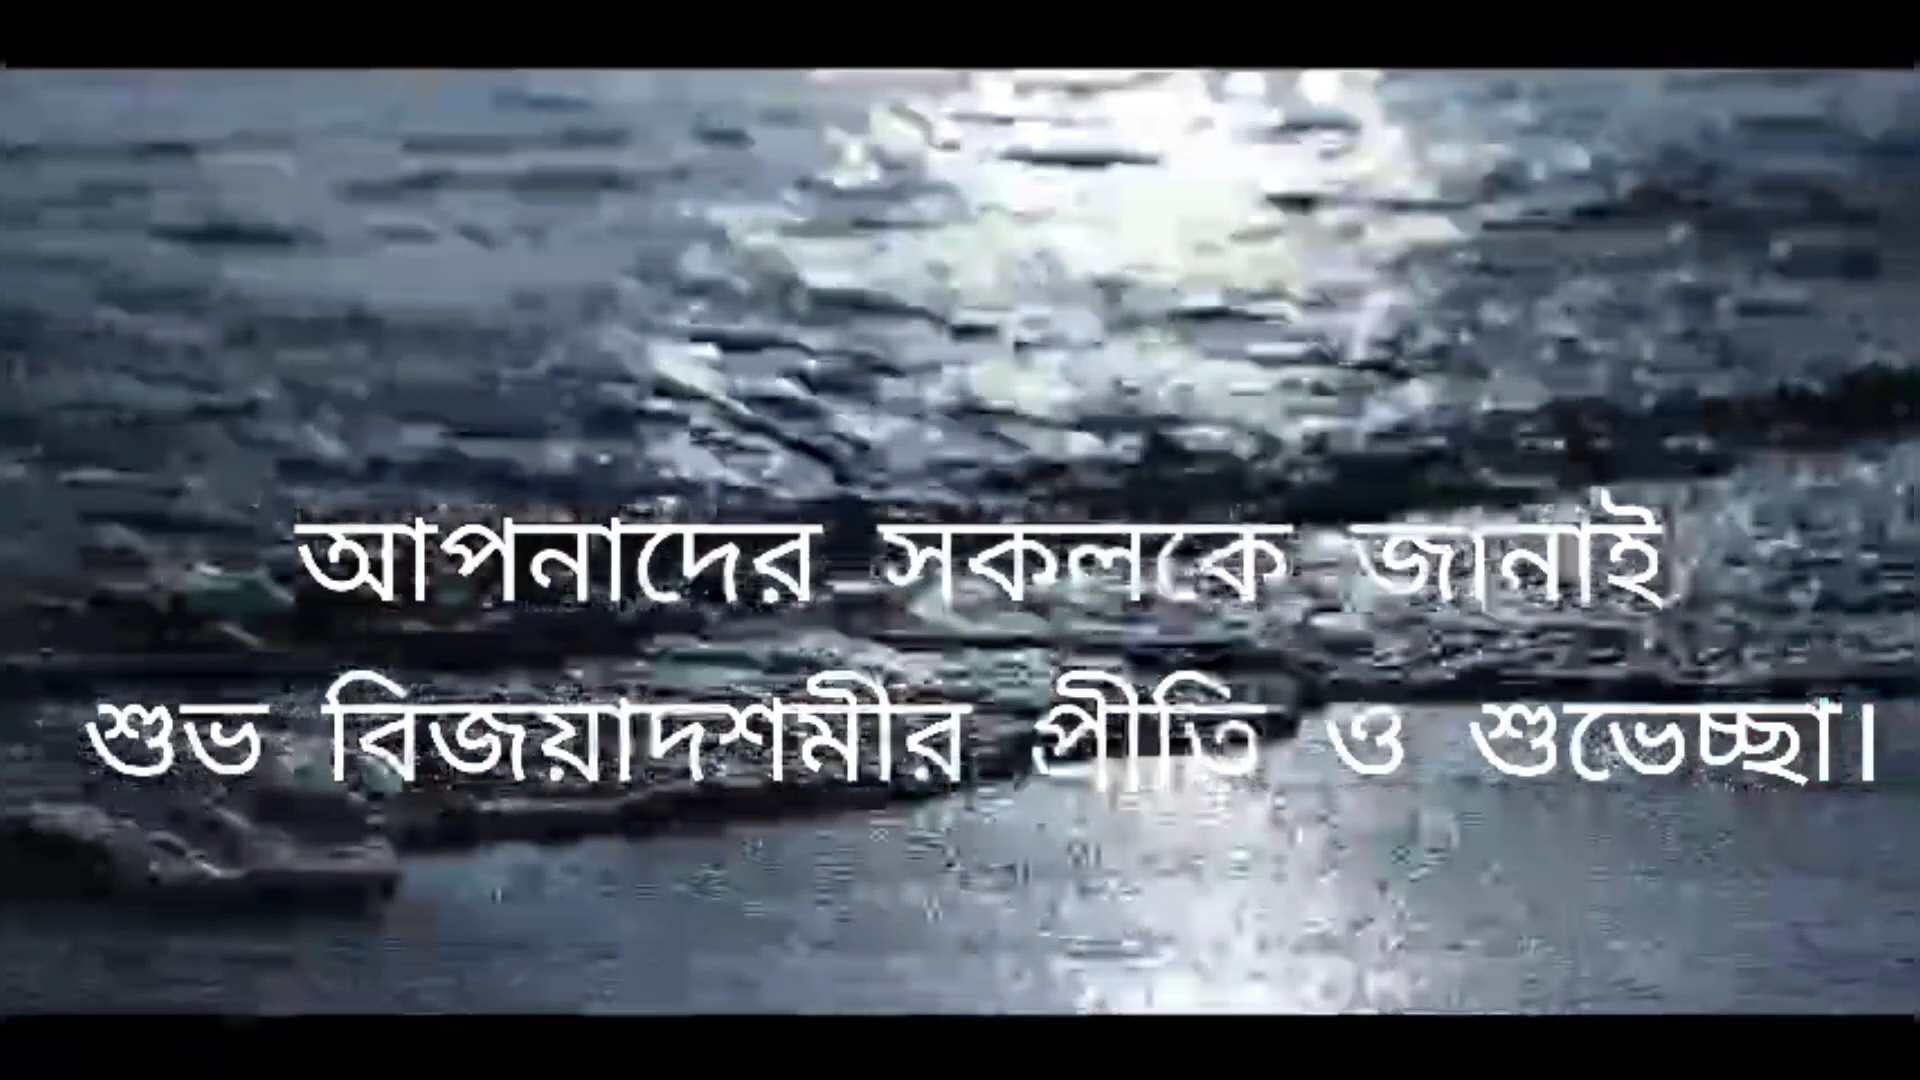 আপনাদের সকলকে জানাই
শুভ বিজয়াদশমীর প্রীতি ও শুভেচ্ছা।